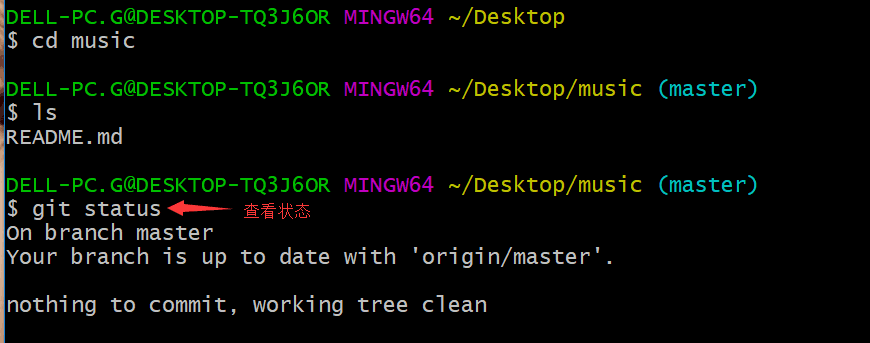 DELL-PC.G@DESKTOP-TQ3J6OR MINGW64 ~/Desktop
$ cd music
DELL-PC.G@DESKTOP-TQ3J6OR MINGW64 ~/Desktop/music (master)
$ ls
README.md
DELL-PC.G@DESKTOP-TQ3J6OR MINGW64 ~/Desktop/music (master)
$ git status 查看状态
On branch master
Your branch is up to date with 'origin/master'.
nothing to commit, working tree clean